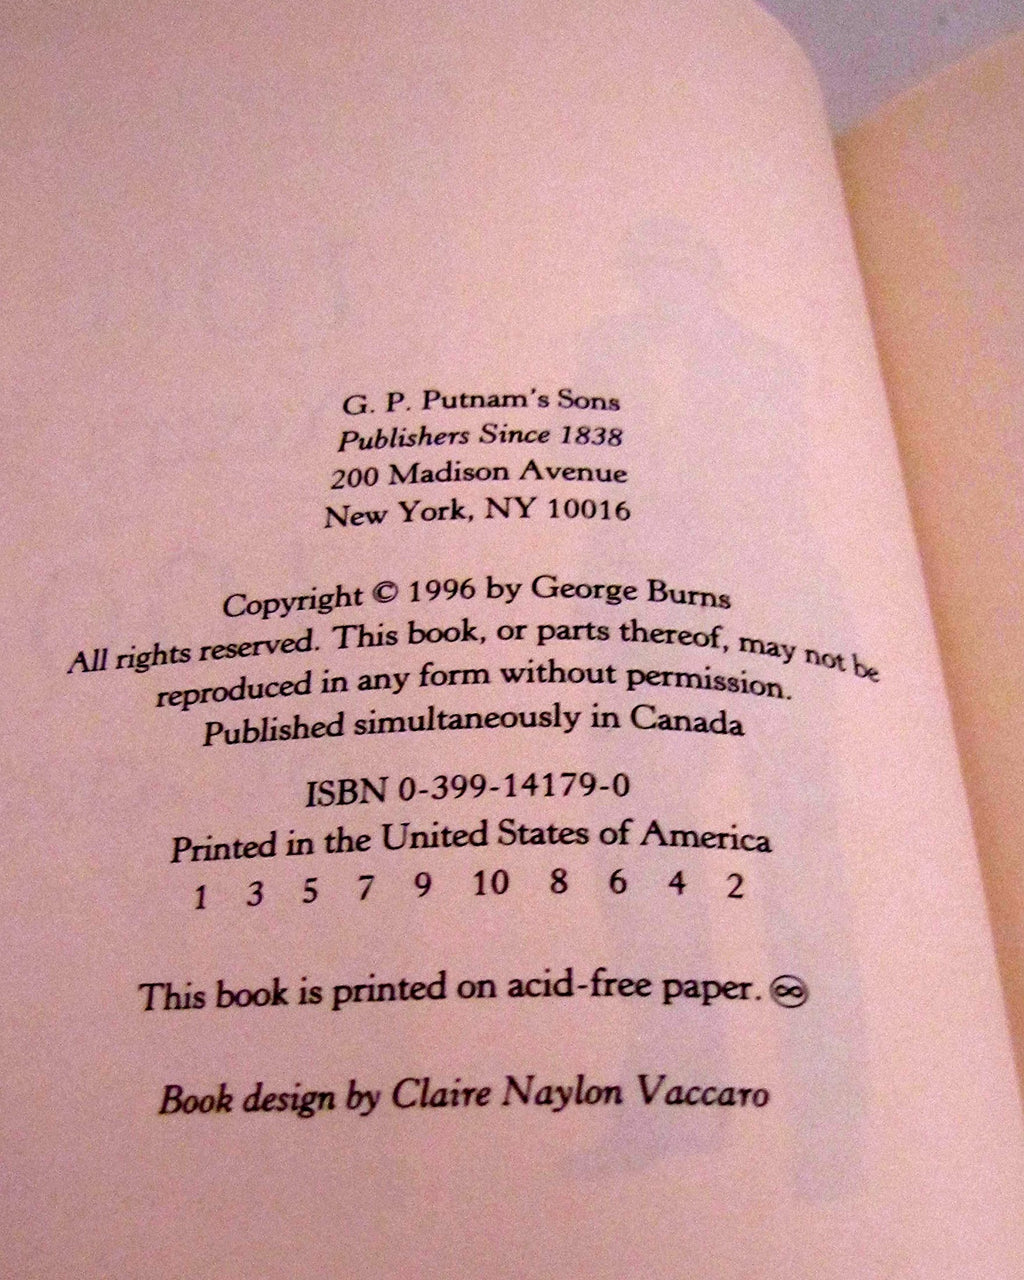 G. P. Putnam's Sons
Publishers Since 1838
200 Madison Avenue
New York, NY 10016
Copyright © 1996 by George Burns
All rights reserved. This book, or parts thereof, may not be
reproduced in any form without permission.
Published simultaneously in Canada
ISBN 0-399-14179-0
Printed in the United States of America
1 3 5 7 9 10 8 6 4 2
This book is printed on acid-free paper. ♾
Book design by Claire Naylon Vaccaro